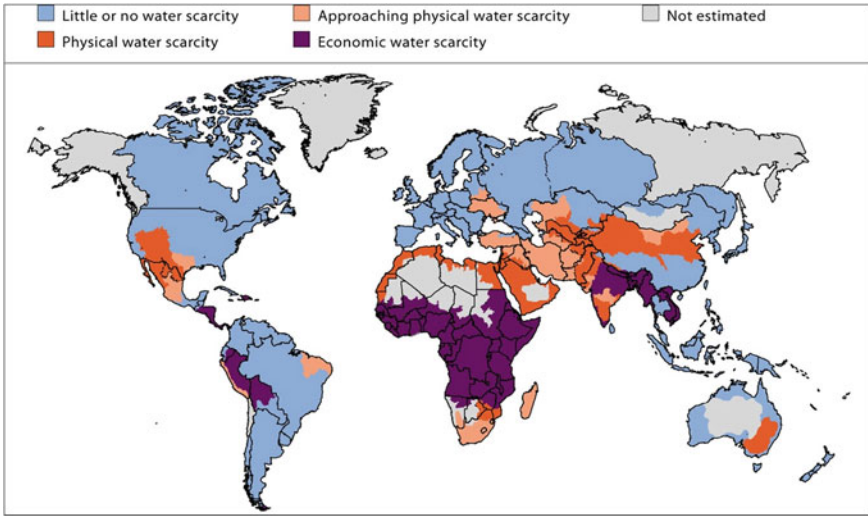 Little or no water scarcity
Approaching physical water scarcity
Not estimated
Physical water scarcity
Economic water scarcity